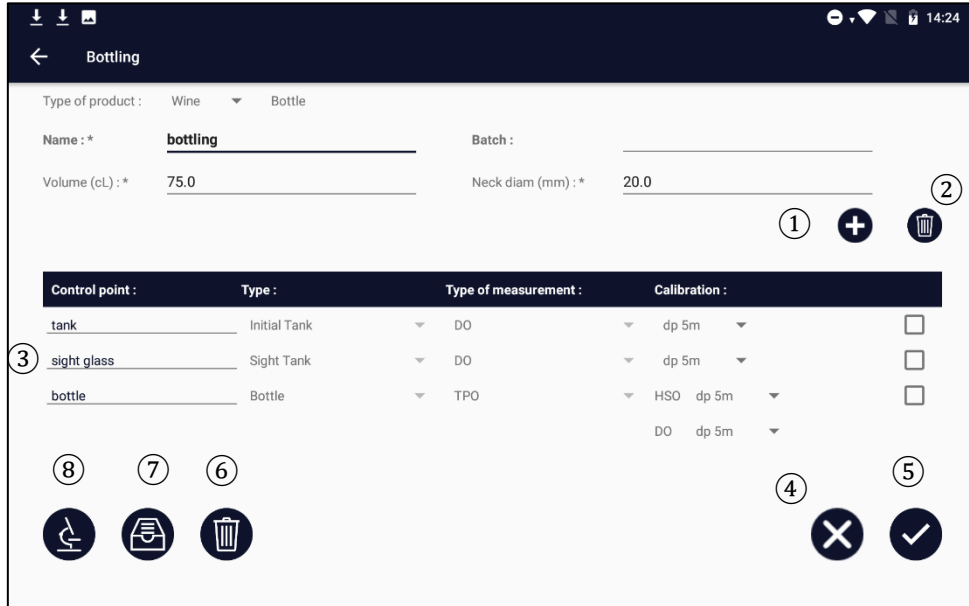 14:24
Bottling
Type of product : Wine Bottle
Name : * bottling Batch :
Volume (cL) : * 75.0 Neck diam (mm) : * 20.0
②
①
Control point : Type : Type of measurement : Calibration :
tank Initial Tank DO dp 5m
③ sight glass Sight Tank DO dp 5m
bottle Bottle TPO HSO dp 5m
DO dp 5m
⑧ ⑦ ⑥ ④ ⑤